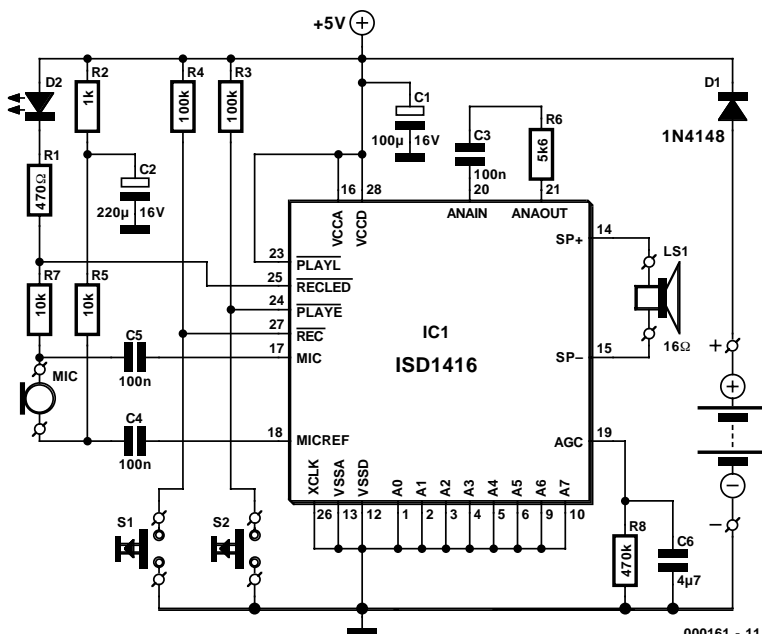 +5V
D2
R2
1k
R4
100k
R3
100k
C1
100µ 16V
C3
100n
R6
5k6
D1
1N4148
R1
470Ω
C2
220µ 16V
16 28
20
21
VCCA
VCCD
ANAIN
ANAOUT
23
PLAYL
25
RECLED
24
PLAYE
27
REC
17
MIC
18
MICREF
14
SP+
LS1
15
SP–
16Ω
R7
10k
R5
10k
C5
100n
MIC
C4
100n
IC1
ISD1416
19
AGC
+
+
–
–
XCLK
VSSA
VSSD
A0
A1
A2
A3
A4
A5
A6
A7
26 13 12 1 2 3 4 5 6 9 10
S1
S2
R8
470k
C6
4µ7
000161 - 11